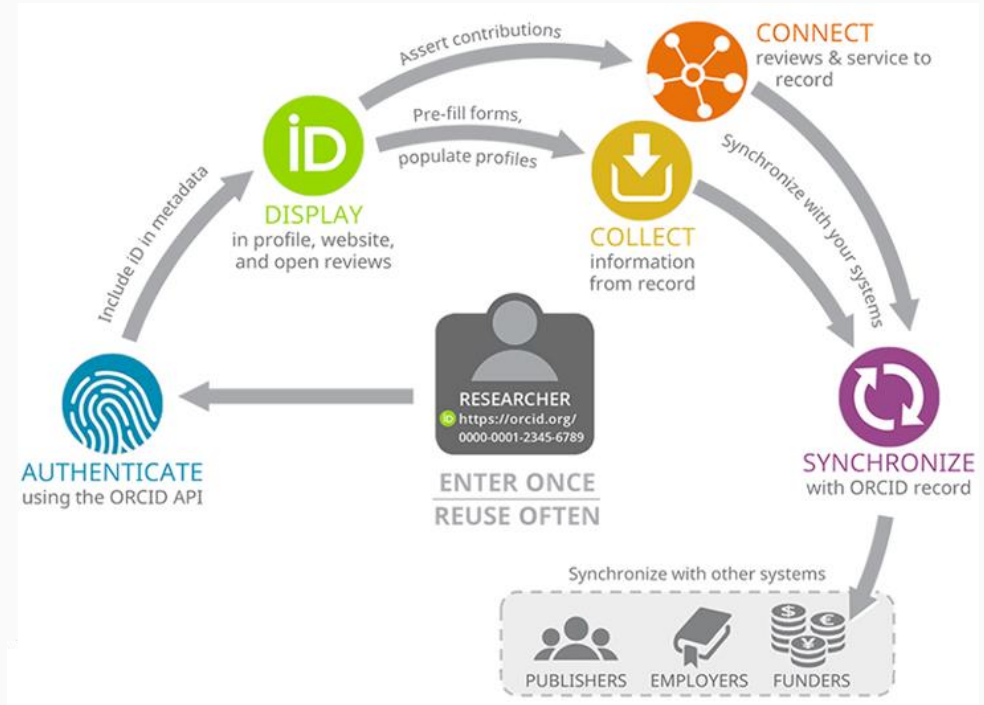 Assert contributions
CONNECT
reviews & service to
record
iD
Pre-fill forms,
populate profiles
Include iD in metadata
DISPLAY
in profile, website,
and open reviews
COLLECT
information
from record
Synchronize with your systems
RESEARCHER
iD https://orcid.org/
0000-0001-2345-6789
AUTHENTICATE
using the ORCID API
ENTER ONCE
REUSE OFTEN
SYNCHRONIZE
with ORCID record
Synchronize with other systems
$
€
¥
PUBLISHERS
EMPLOYERS
FUNDERS